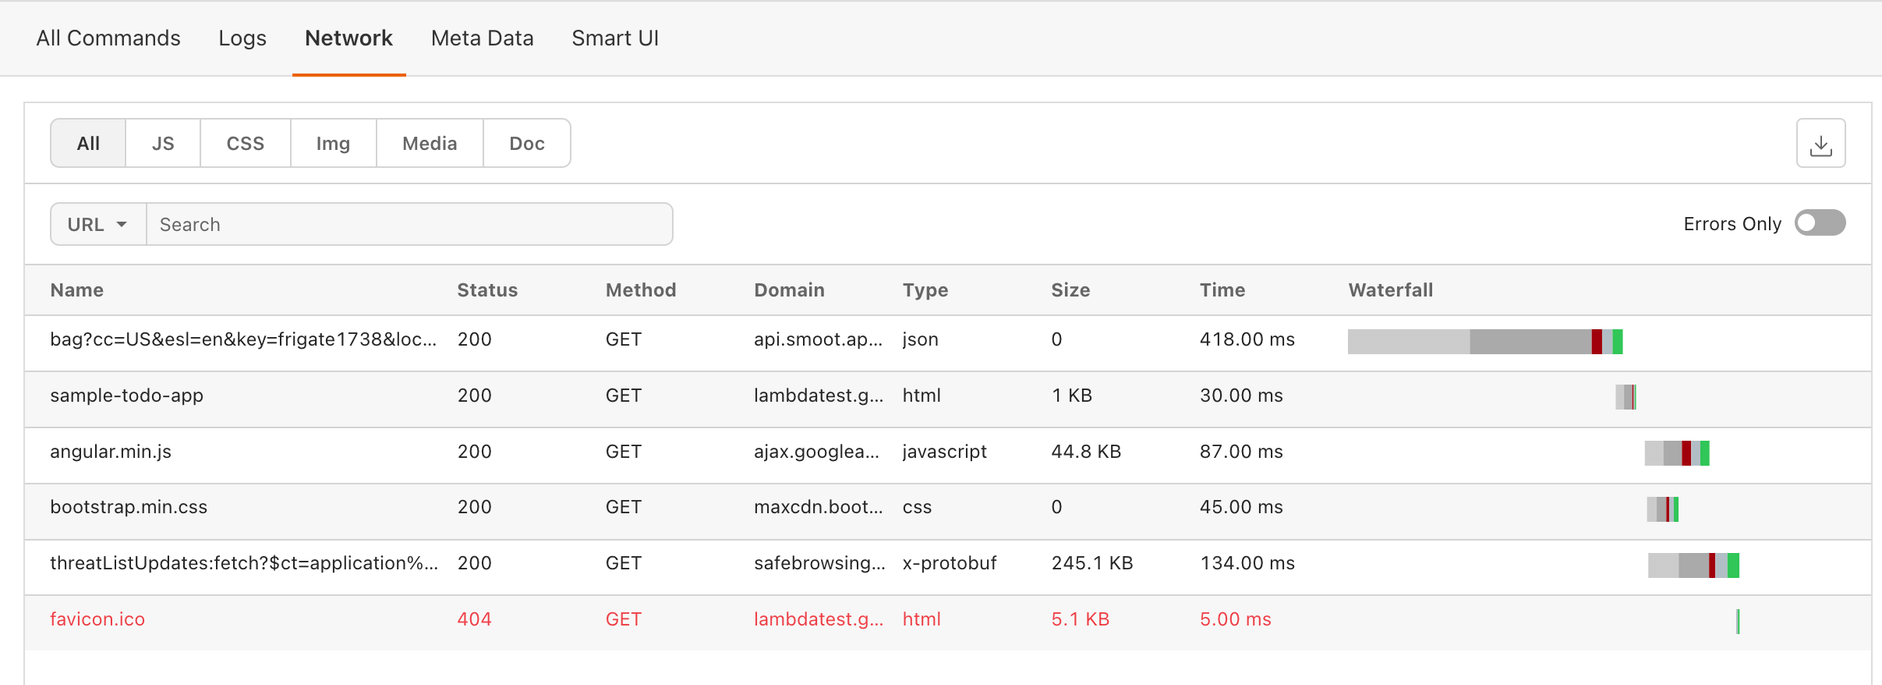 All Commands Logs Network Meta Data Smart UI
All JS CSS Img Media Doc
URL Search Errors Only
Name Status Method Domain Type Size Time Waterfall
bag?cc=US&esl=en&key=frigate1738&loc... 200 GET api.smoot.ap... json 0 418.00 ms
sample-todo-app 200 GET lambdatest.g... html 1 KB 30.00 ms
angular.min.js 200 GET ajax.googlea... javascript 44.8 KB 87.00 ms
bootstrap.min.css 200 GET maxcdn.boot... css 0 45.00 ms
threatListUpdates:fetch?$ct=application%... 200 GET safebrowsing... x-protobuf 245.1 KB 134.00 ms
favicon.ico 404 GET lambdatest.g... html 5.1 KB 5.00 ms